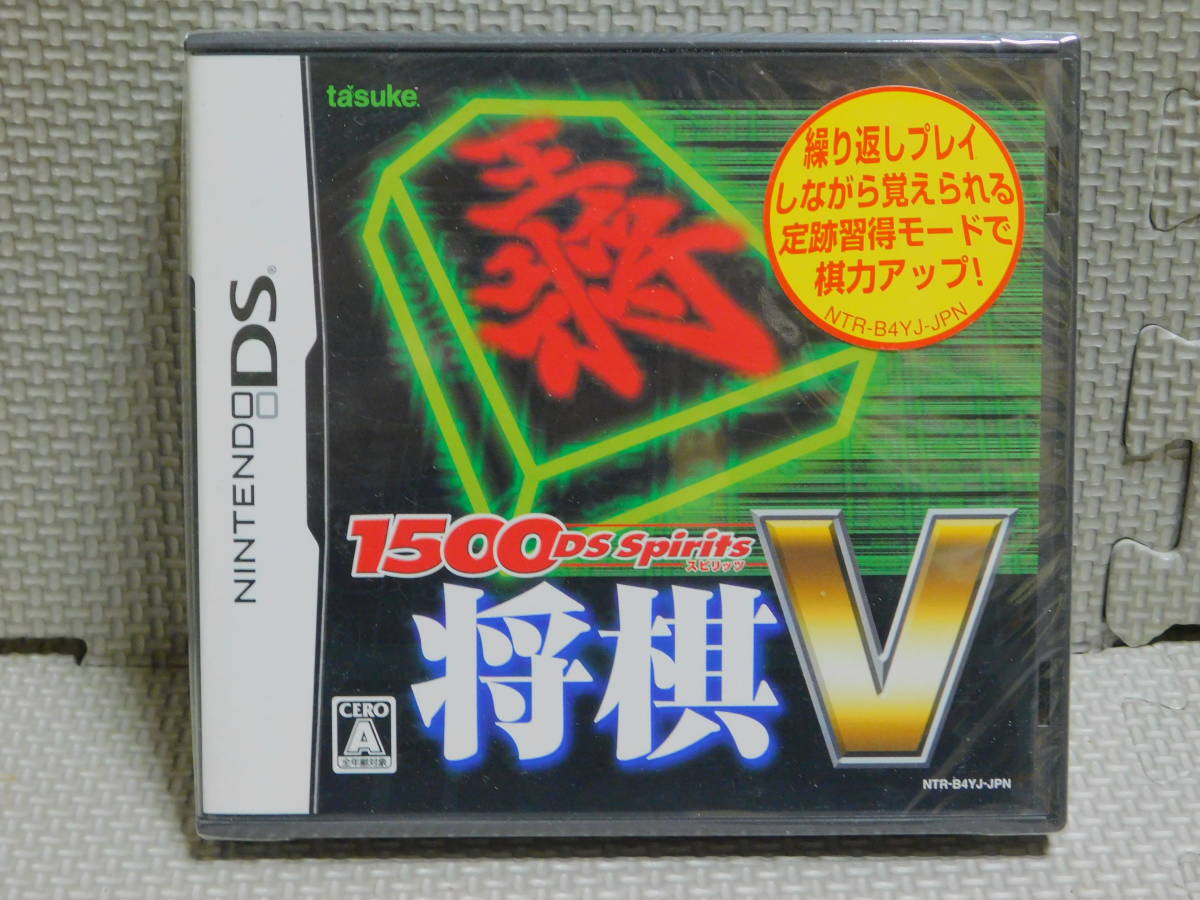 tasuke
繰り返しプレイ
しながら覚えられる
定跡習得モードで
棋力アップ!
NTR-B4YJ-JPN
NINTENDO DS®
1500 DS Spirits
スピリッツ
将棋 V
CERO
A
全年齢対象
NTR-B4YJ-JPN